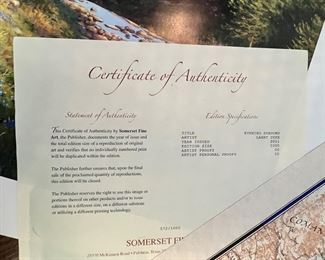 Certificate of Authenticity
Statement of Authenticity
This Certificate of Authenticity by Somerset Fine
Art, the Publisher, documents the year of issue and
the total edition size of a reproduction of original
art and verifies that no individually numbered print
will be duplicated within the edition.
The Publisher further ensures that, upon the final
sale of the proclaimed quantity of reproductions,
this edition will be closed.
The Publisher reserves the right to use this image or
portions thereof on other products and/or to issue
editions in a different size, on a different substrate
or utilizing a different printing technology.
Edition Specifications
TITLE
ARTIST LARRY DYKE
YEAR ISSUED 2001
EDITION SIZE
ARTIST PROOFS
ARTIST PERSONAL PROOFS
SOMERSET